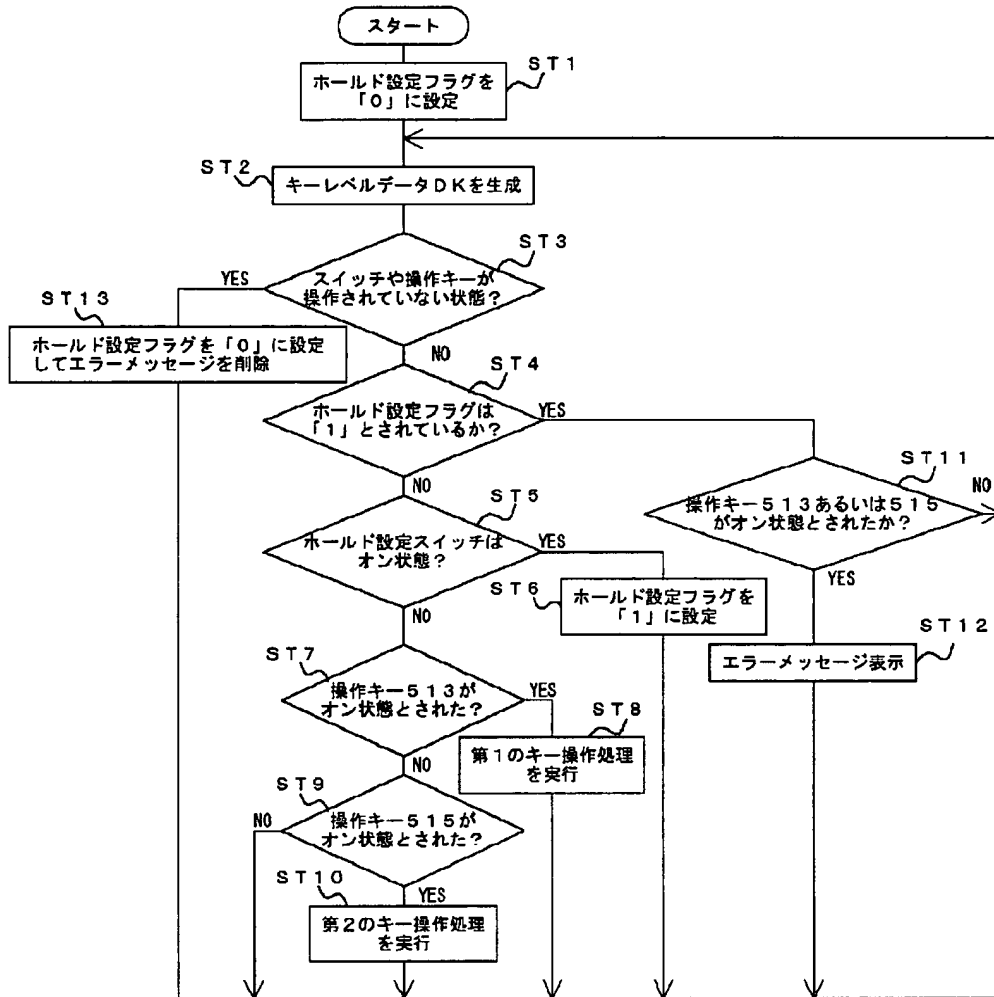 スタート
ST1
ホールド設定フラグを
「0」に設定
ST2
キーレベルデータDKを生成
ST3
スイッチや操作キーが
操作されていない状態?
YES
NO
ST13
ホールド設定フラグを「0」に設定
してエラーメッセージを削除
ST4
ホールド設定フラグは
「1」とされているか?
YES
NO
ST11
操作キー513あるいは515
がオン状態とされたか?
NO
YES
ST5
ホールド設定スイッチは
オン状態?
YES
NO
ST6
ホールド設定フラグを
「1」に設定
ST12
エラーメッセージ表示
ST7
操作キー513が
オン状態とされた?
YES
NO
ST8
第1のキー操作処理
を実行
ST9
操作キー515が
オン状態とされた?
NO
YES
ST10
第2のキー操作処理
を実行